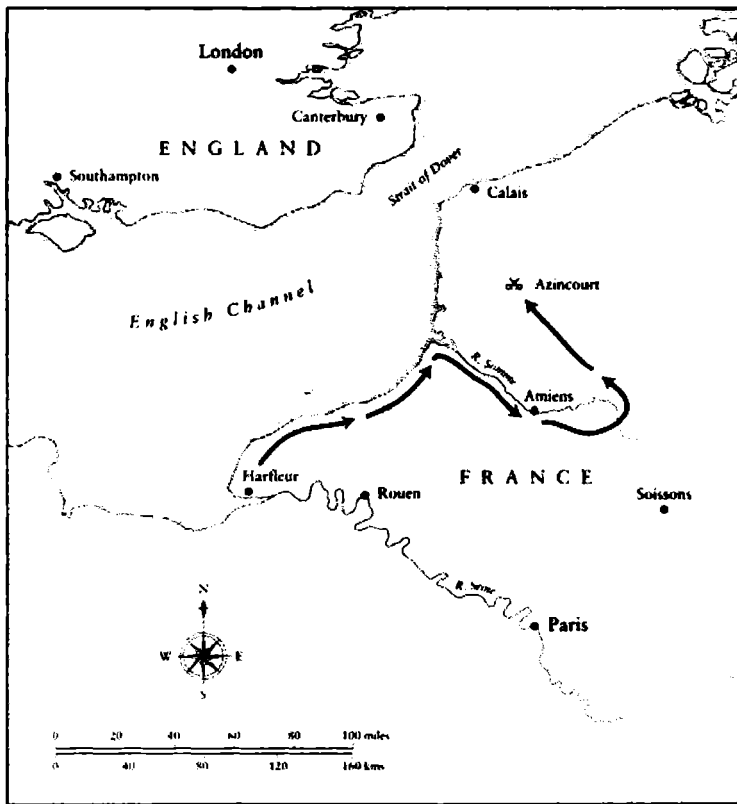 London
Canterbury
ENGLAND
Southampton
Strait of Dover
Calais
English Channel
Azincourt
R. Somme
Amiens
Harfleur
FRANCE
Rouen
Soissons
R. Seine
Paris
N
W E
S
0 20 40 60 80 100 miles
0 40 80 120 160 kms